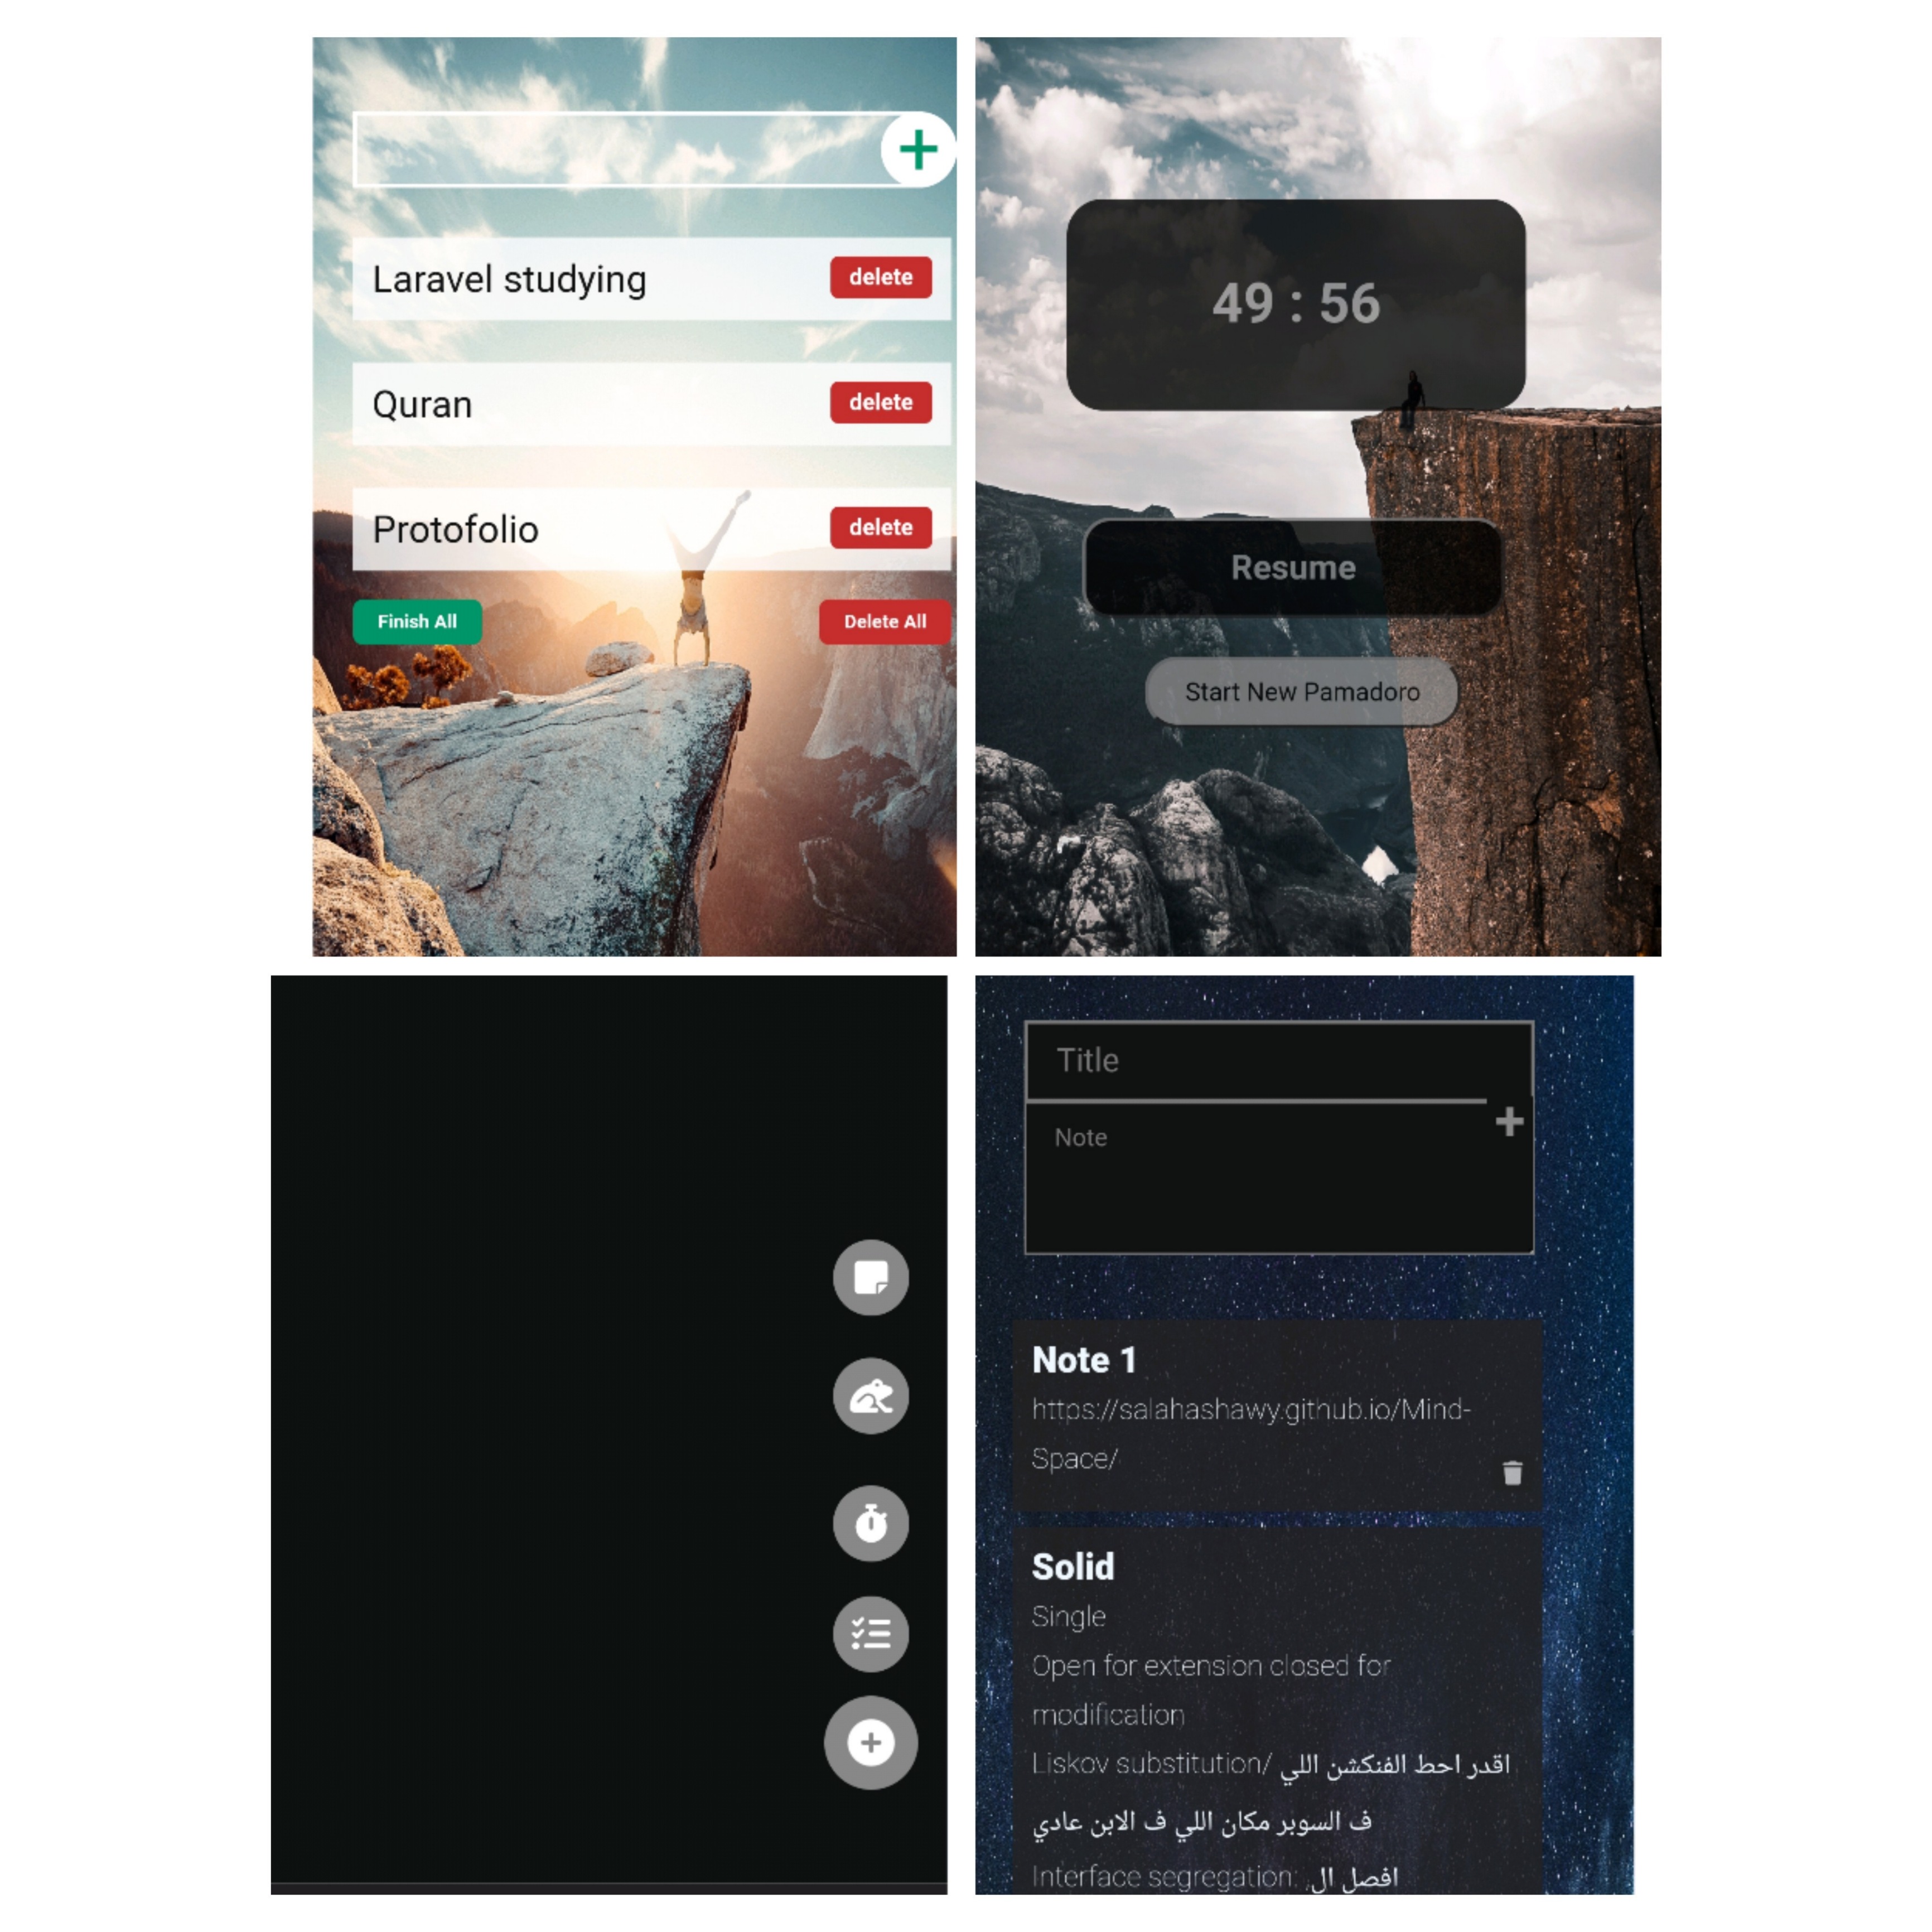 Laravel studying
delete
Quran
delete
Protofolio
delete
Finish All
Delete All
49 : 56
Resume
Start New Pamadoro
Title
Note
Note 1
https://salahashawy.github.io/Mind-
Space/
Solid
Single
Open for extension closed for
modification
Liskov substitution/ اقدر احط الفنكشن اللي
ف السوبر مكان اللي ف الابن عادي
Interface segregation: افصل ال